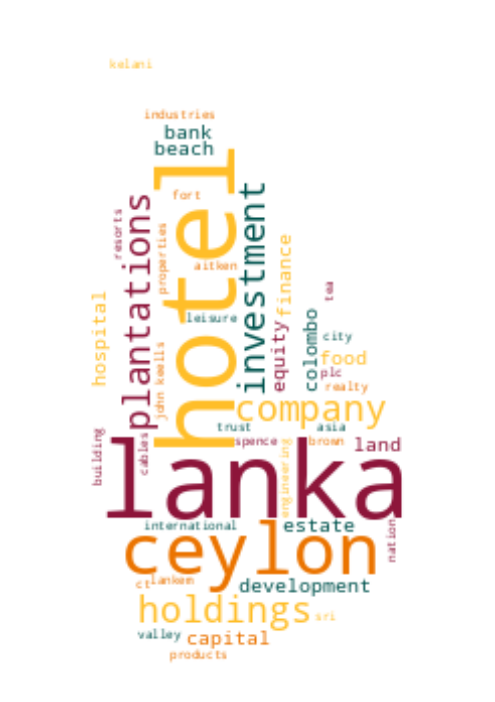 kelani
industries
bank
beach
hotel
fort
plantations
resorts
properties
aitken
investment
finance
tea
hospital
leisure
john keells
equity
colombo
city
food
plc
realty
company
trust
asia
building
cables
spence
engineering
brown
land
lanka
international
estate
nation
ceylon
ct
lankem
development
holdings
sri
valley
capital
products